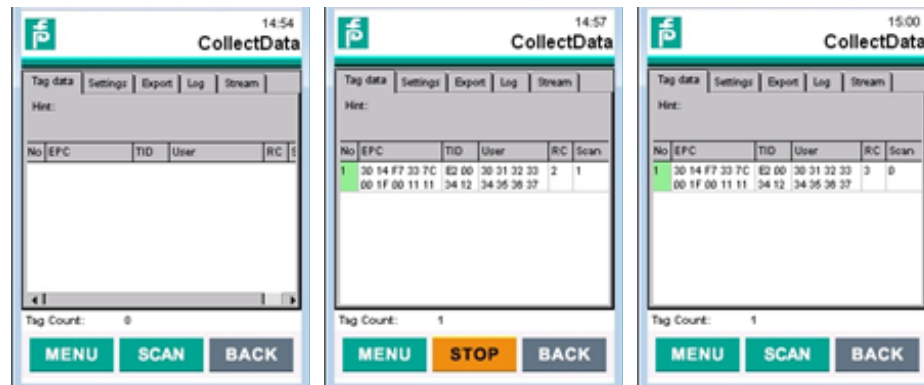 14:54
CollectData
Tag data Settings Export Log Stream
Hint:
No EPC TID User RC S
Tag Count: 0
MENU SCAN BACK
14:57
CollectData
Tag data Settings Export Log Stream
Hint:
No EPC TID User RC Scan
1 30 14 F7 33 7C E2 00 30 31 32 33 2 1
00 1F 00 11 11 34 12 34 35 36 37
Tag Count: 1
MENU STOP BACK
15:00
CollectData
Tag data Settings Export Log Stream
Hint:
No EPC TID User RC Scan
1 30 14 F7 33 7C E2 00 30 31 32 33 3 0
00 1F 00 11 11 34 12 34 35 36 37
Tag Count: 1
MENU SCAN BACK